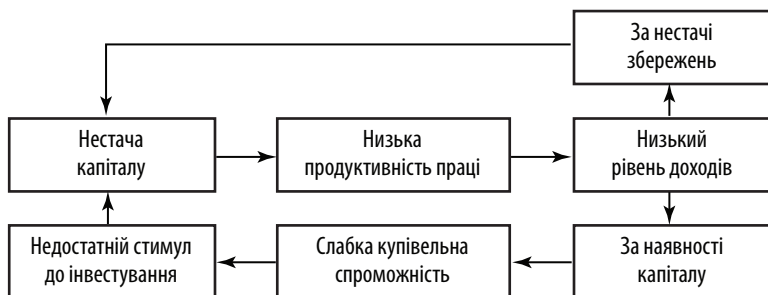 За нестачі
збережень
Нестача
капіталу
Низька
продуктивність праці
Низький
рівень доходів
Недостатній стимул
до інвестування
Слабка купівельна
спроможність
За наявності
капіталу